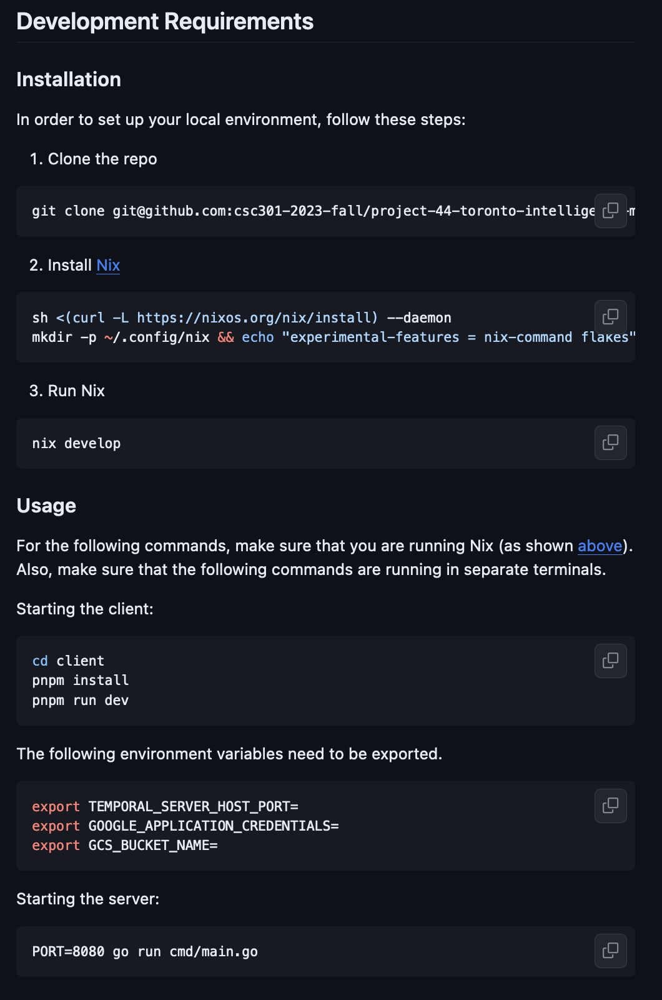 Development Requirements
Installation
In order to set up your local environment, follow these steps:
1. Clone the repo
git clone git@github.com:csc301-2023-fall/project-44-toronto-intellige
2. Install Nix
sh <(curl -L https://nixos.org/nix/install) --daemon
mkdir -p ~/.config/nix && echo "experimental-features = nix-command flakes"
3. Run Nix
nix develop
Usage
For the following commands, make sure that you are running Nix (as shown above).
Also, make sure that the following commands are running in separate terminals.
Starting the client:
cd client
pnpm install
pnpm run dev
The following environment variables need to be exported.
export TEMPORAL_SERVER_HOST_PORT=
export GOOGLE_APPLICATION_CREDENTIALS=
export GCS_BUCKET_NAME=
Starting the server:
PORT=8080 go run cmd/main.go